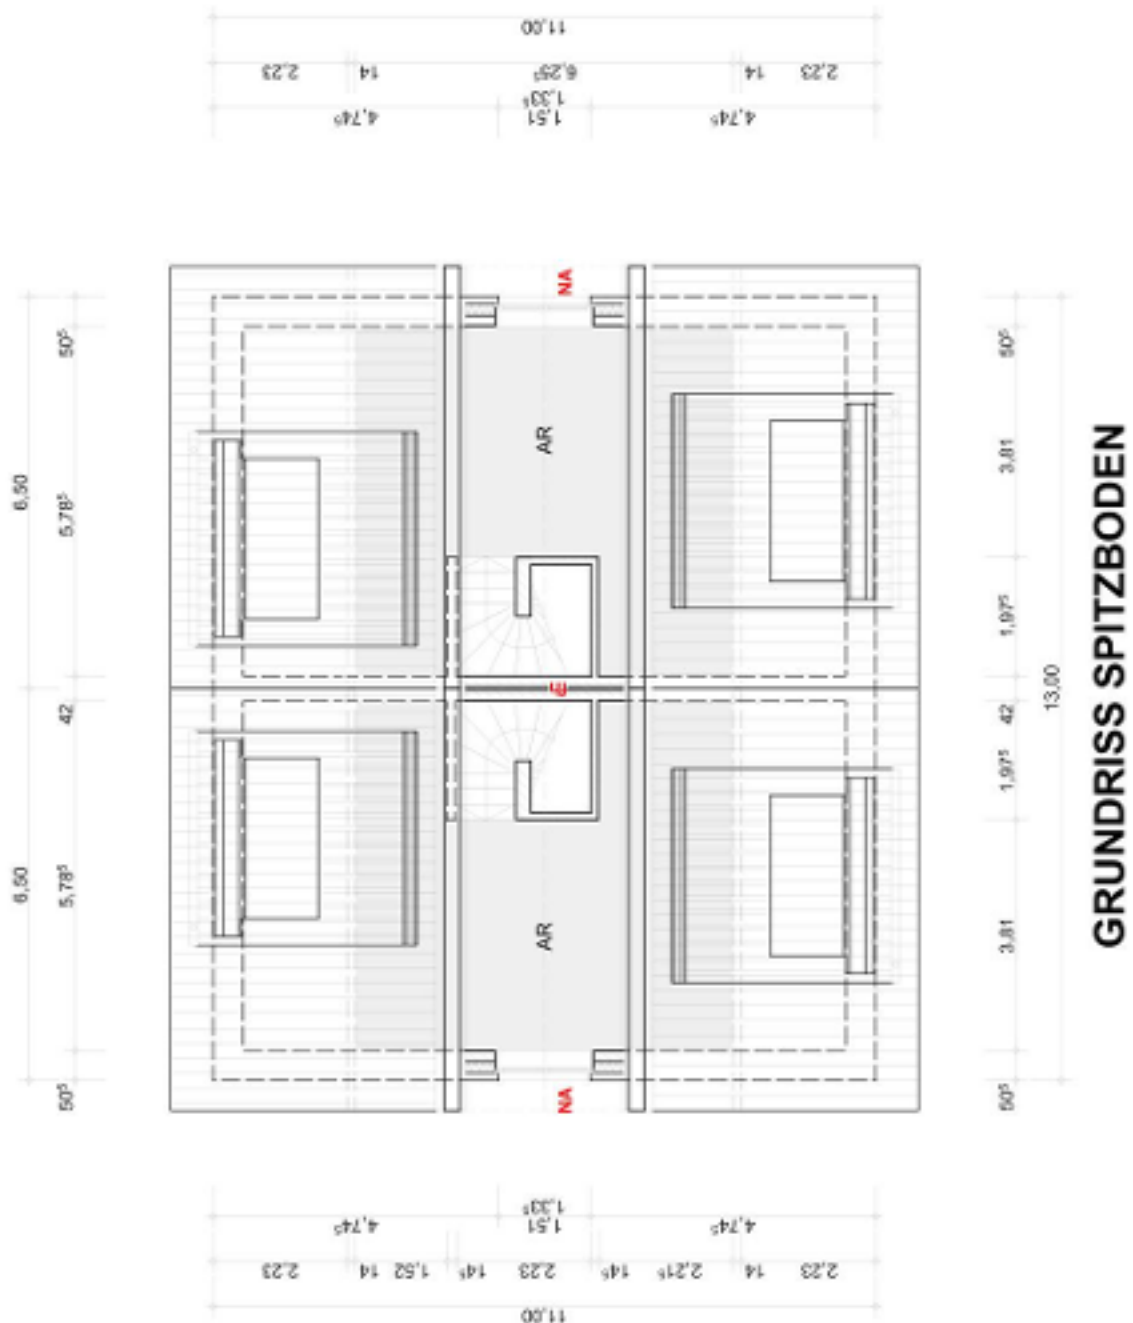 11,00
2,23 14 6,25⁵ 14 2,23
4,74⁵ 1,51 4,74⁵
1,33⁵
NA
50⁵ 5,78⁵ 42 5,78⁵ 50⁵
6,50 6,50
AR
AR
NA
50⁵ 3,81 1,97⁵ 42 1,97⁵ 3,81 50⁵
13,00
GRUNDRISS SPITZBODEN
4,74⁵ 1,51 4,74⁵
1,33⁵
2,23 14 1,52 14⁵ 2,23 14⁵ 2,21⁵ 14 2,23
11,00